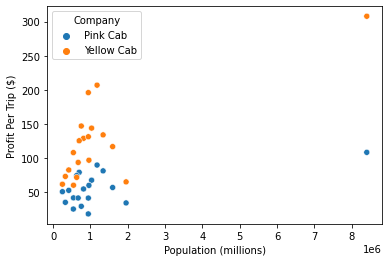 Company
Pink Cab
Yellow Cab
Profit Per Trip ($)
300
250
200
150
100
50
0 1 2 3 4 5 6 7 8
1e6
Population (millions)